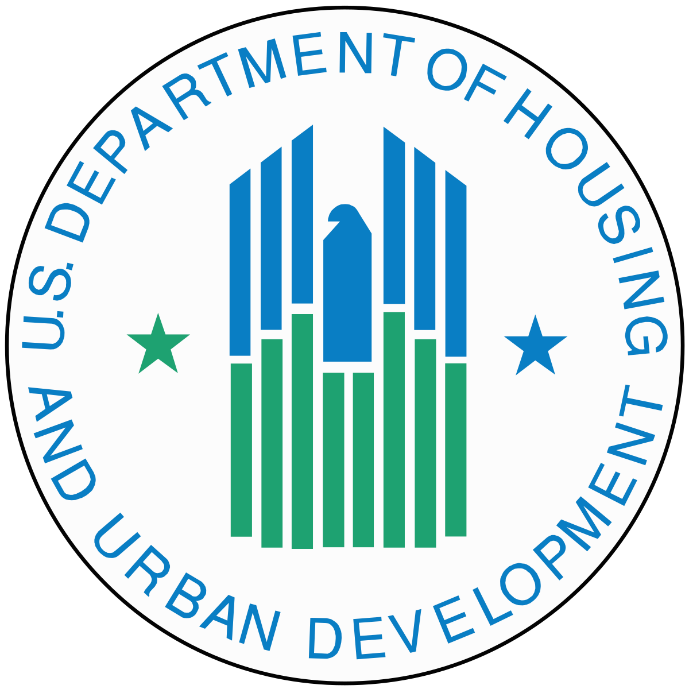 U.S. DEPARTMENT OF HOUSING
AND URBAN DEVELOPMENT